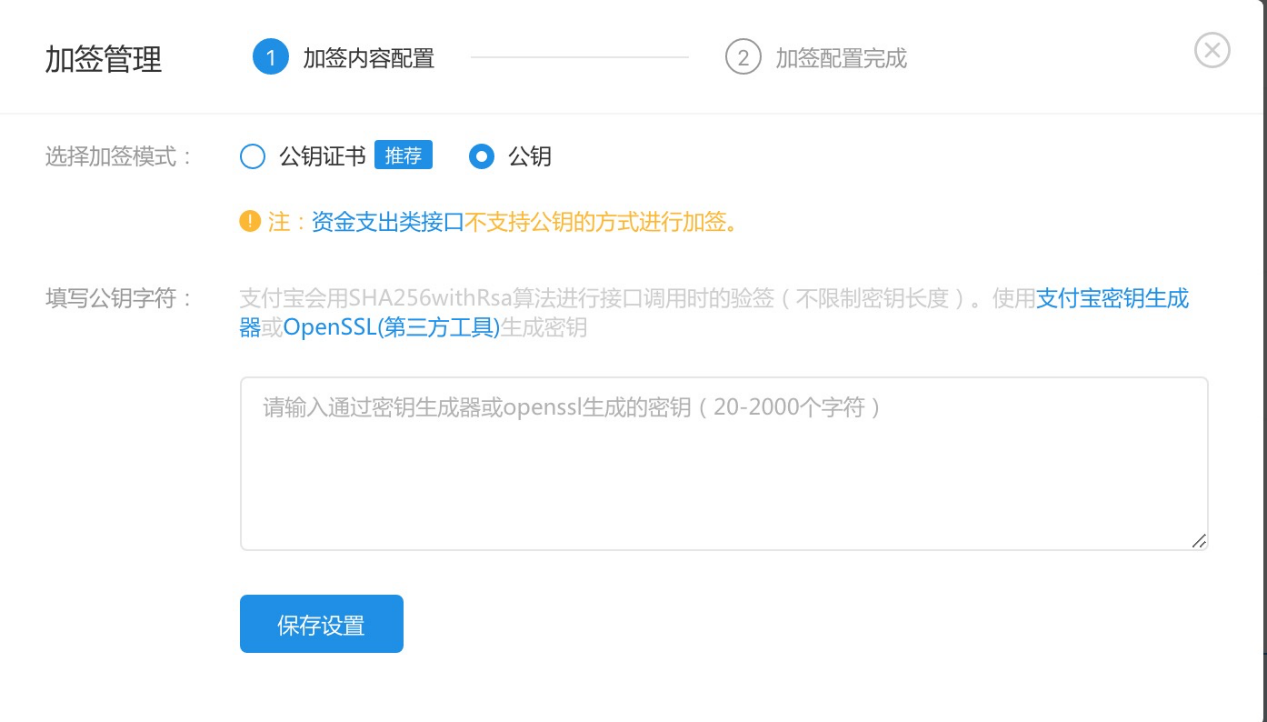 加签管理
1 加签内容配置
2 加签配置完成
选择加签模式：
公钥证书 推荐 公钥
! 注：资金支出类接口不支持公钥的方式进行加签。
填写公钥字符：
支付宝会用SHA256withRsa算法进行接口调用时的验签（不限制密钥长度）。使用支付宝密钥生成
器或OpenSSL(第三方工具)生成密钥
请输入通过密钥生成器或openssl生成的密钥（20-2000个字符）
保存设置